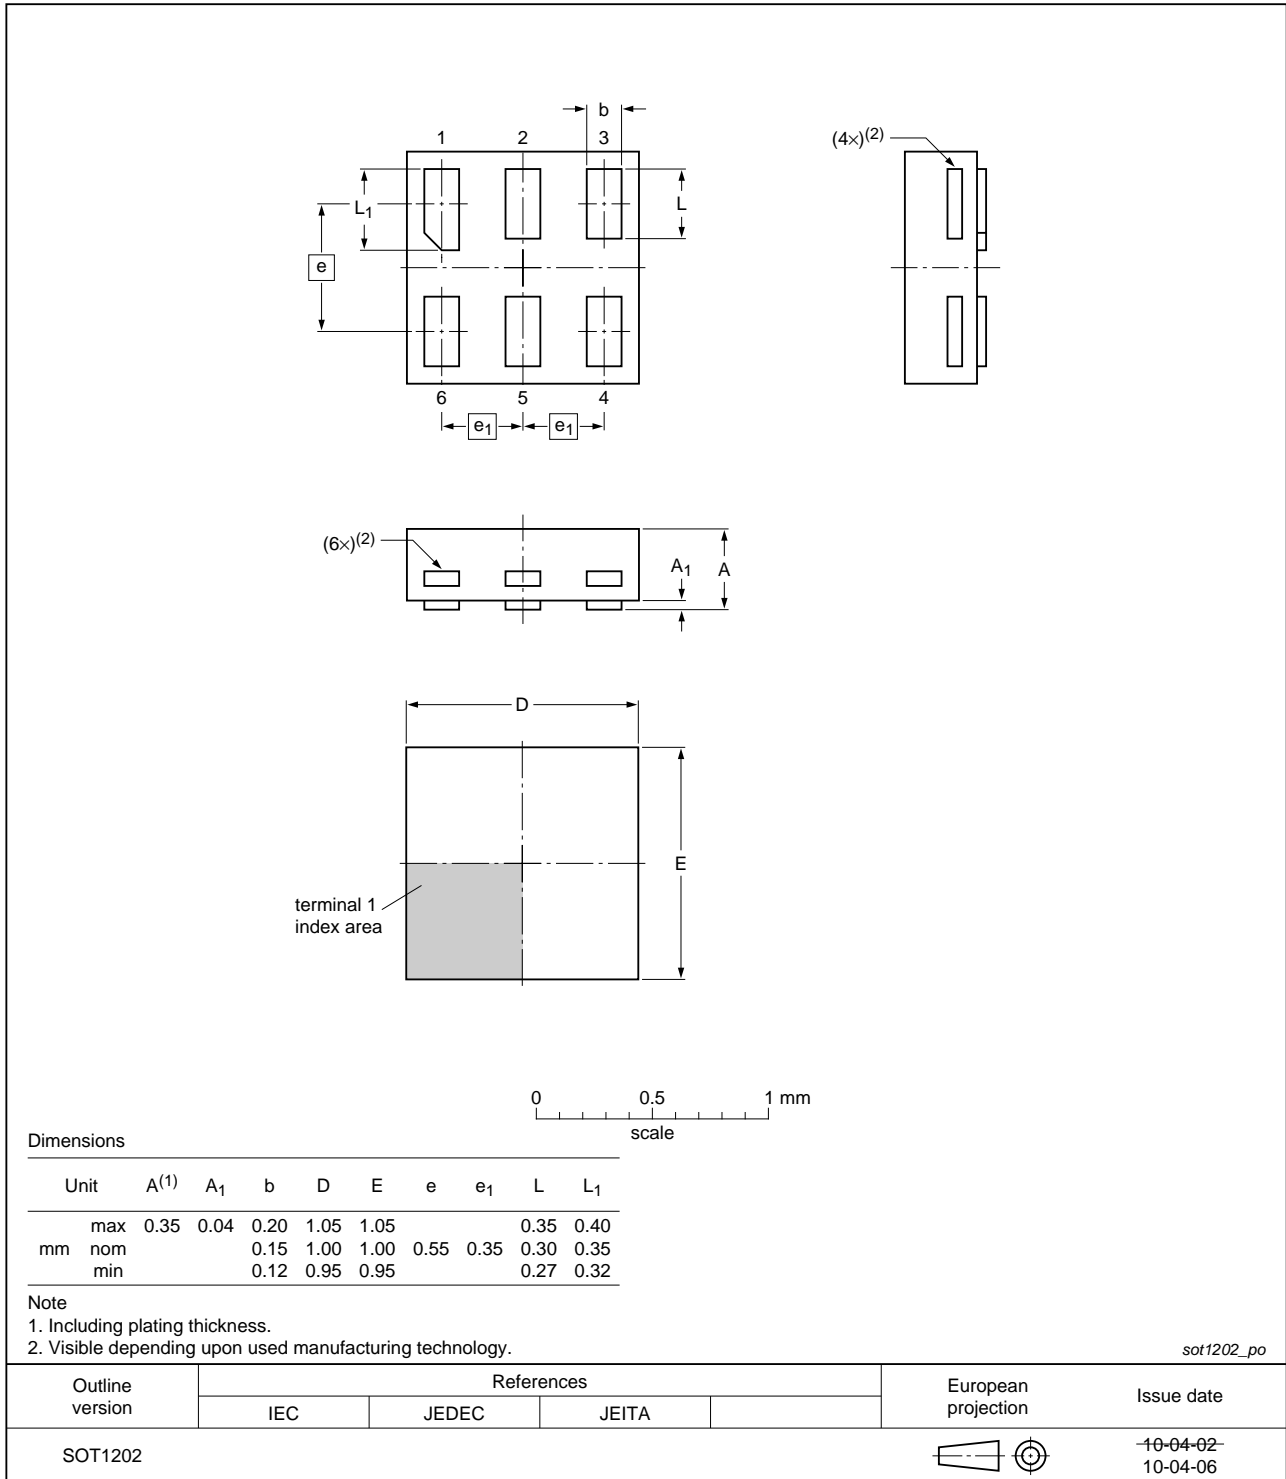 b
1 2 3
(4×)(2)
L1
L
e
6 5 4
e1 e1
(6×)(2)
A1 A
D
E
terminal 1
index area
0 0.5 1 mm
scale
Dimensions
Unit A(1) A1 b D E e e1 L L1
max 0.35 0.04 0.20 1.05 1.05 0.35 0.40
mm nom 0.15 1.00 1.00 0.55 0.35 0.30 0.35
min 0.12 0.95 0.95 0.27 0.32
Note
1. Including plating thickness.
2. Visible depending upon used manufacturing technology.
sot1202_po
Outline
version
References
IEC JEDEC JEITA
European
projection
Issue date
SOT1202
10-04-02
10-04-06